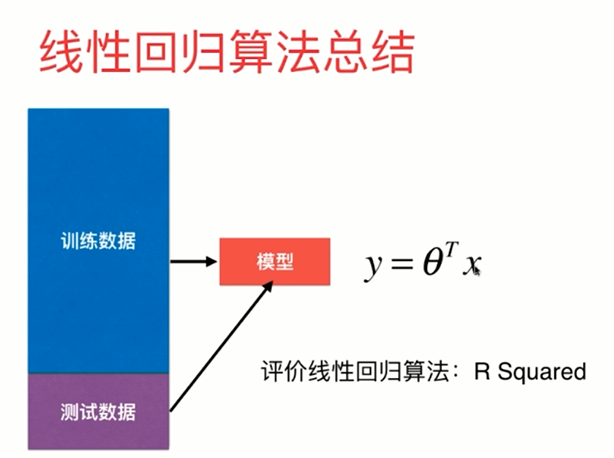 线性回归算法总结
训练数据
模型
y = θᵀ x
评价线性回归算法：R Squared
测试数据